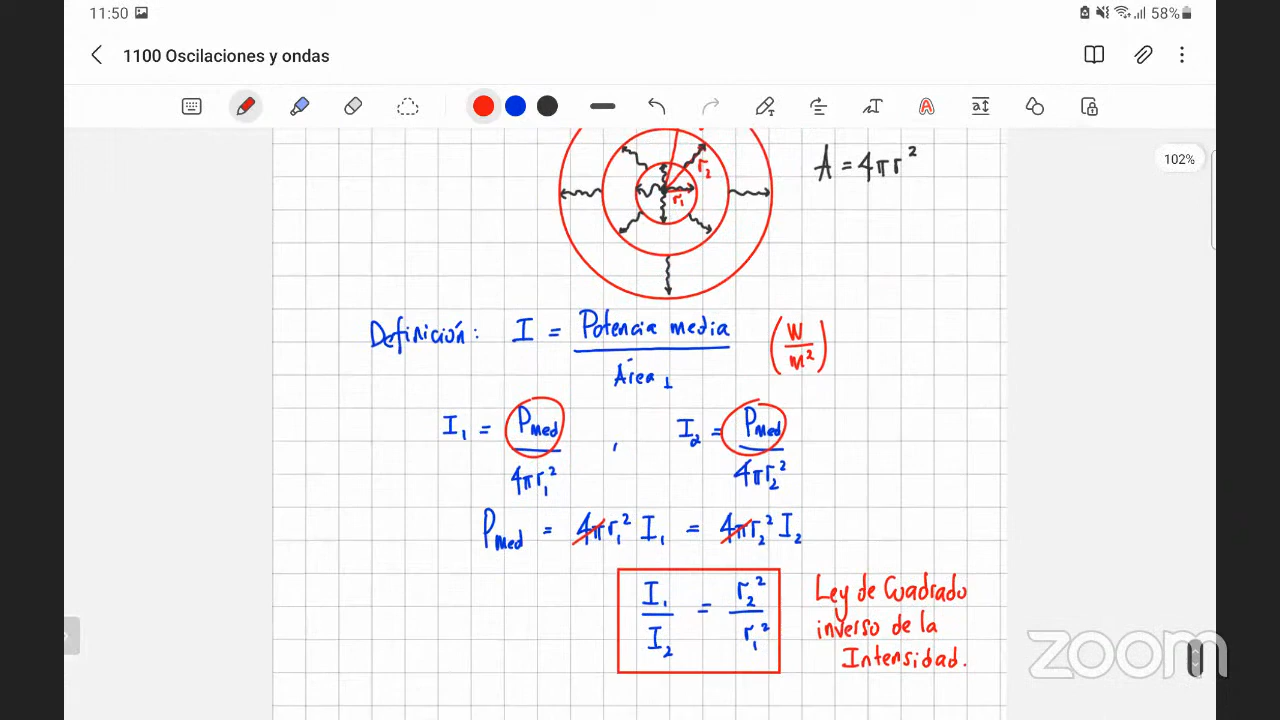 11:50
58%
1100 Oscilaciones y ondas
102%
r₂
r₁
A = 4πr²
Definición: I = Potencia media / Área⊥ (W/m²)
I₁ = Pmed / 4πr₁² , I₂ = Pmed / 4πr₂²
Pmed = 4πr₁² I₁ = 4πr₂² I₂
I₁/I₂ = r₂²/r₁²
Ley de Cuadrado
inverso de la
Intensidad.
zoom